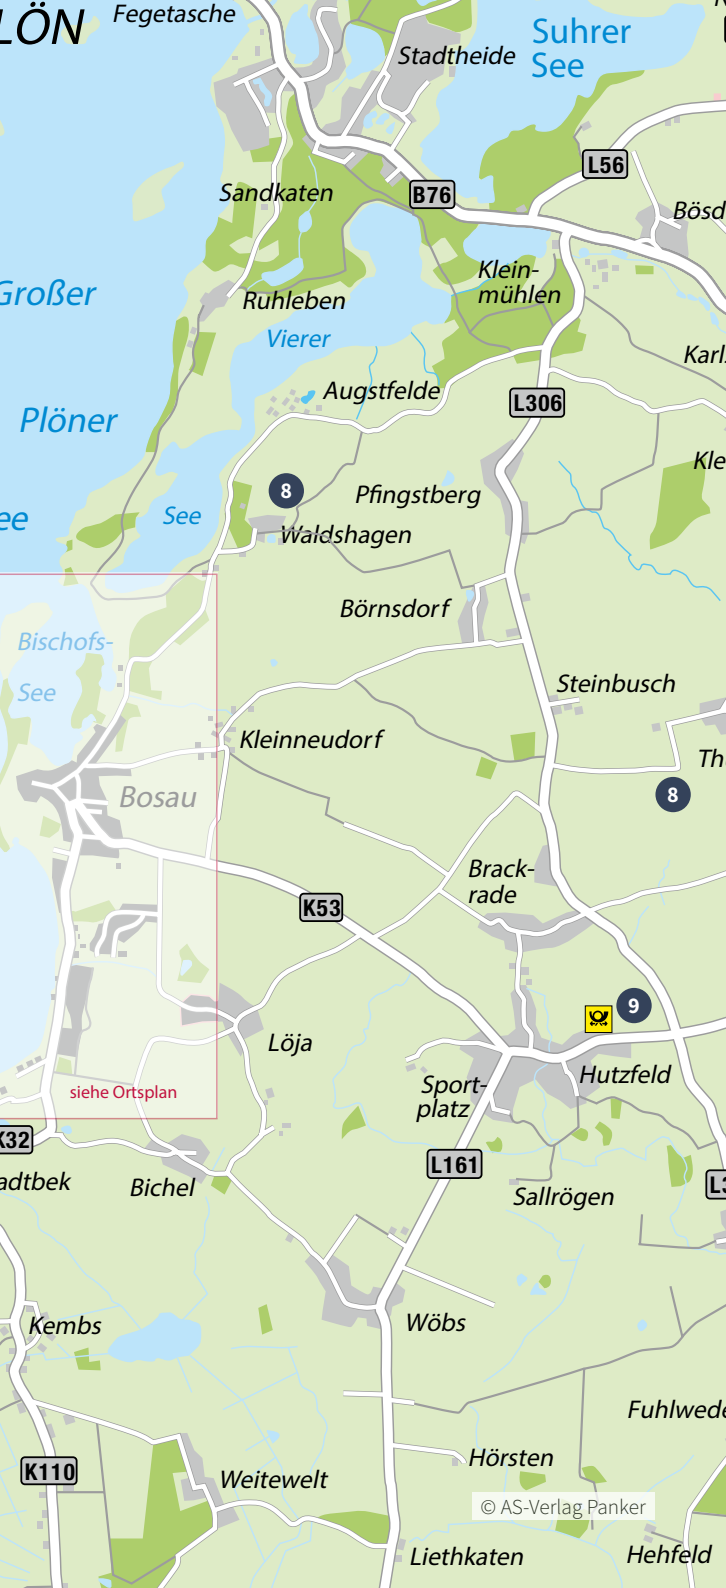 LÖN
Fegetasche
Suhrer
See
Stadtheide
L56
Sandkaten
B76
Bösd
Klein-
mühlen
Großer
Ruhleben
Vierer
Karl.
Augstfelde
L306
Plöner
Kle
8
Pfingstberg
ee
See
Waldshagen
Börnsdorf
Bischofs-
See
Steinbusch
Kleinneudorf
Th
8
Bosau
Brack-
rade
K53
9
Löja
Hutzfeld
Sport-
platz
siehe Ortsplan
K32
L161
L3
adtbek
Bichel
Sallrögen
Kembs
Wöbs
Fuhlwede
K110
Hörsten
Weitewelt
© AS-Verlag Panker
Liethkaten
Hehfeld